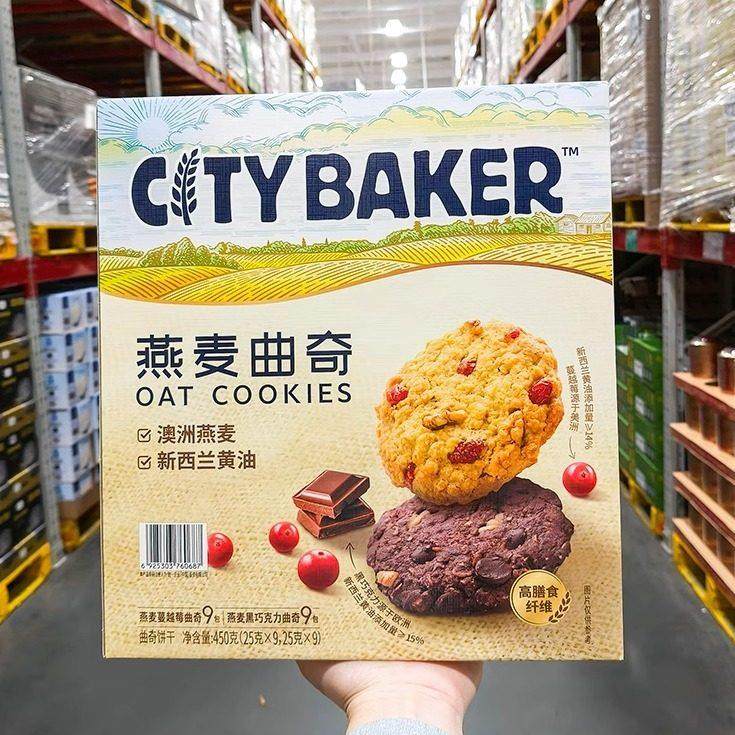 CITY BAKER™
燕麦曲奇
OAT COOKIES
澳洲燕麦
新西兰黄油
新西兰黄油添加量≥14%
蔓越莓源于美洲
黑巧克力源于欧洲
新西兰黄油添加量≥15%
高膳食
纤维
图片仅供参考
6 925303 760687
燕麦蔓越莓曲奇9包 燕麦黑巧克力曲奇9包
曲奇饼干 净含量:450克(25克×9,25克×9)